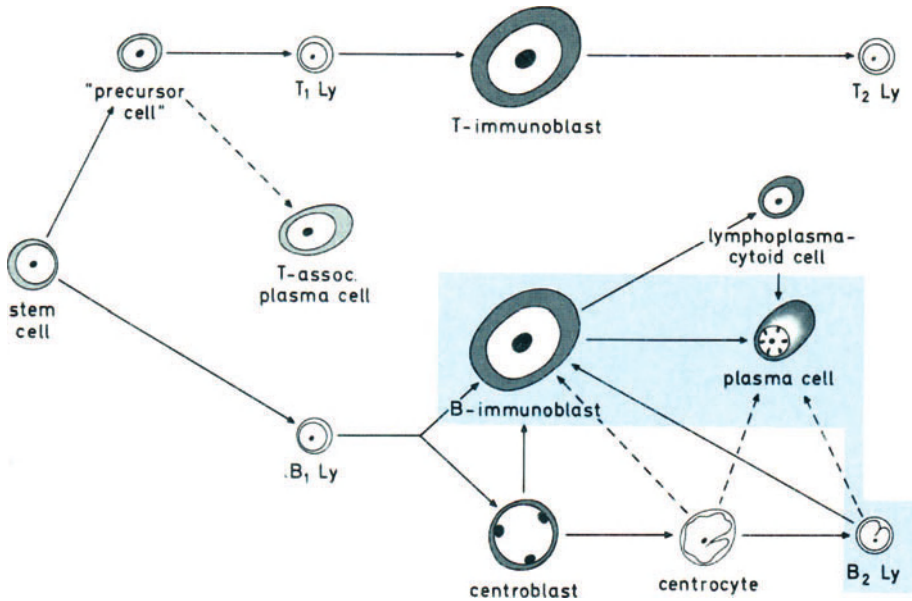 "precursor
cell"
T₁ Ly
T-immunoblast
T₂ Ly
stem
cell
T-assoc.
plasma cell
lymphoplasma-
cytoid cell
plasma cell
B-immunoblast
.B₁ Ly
centroblast
centrocyte
B₂ Ly